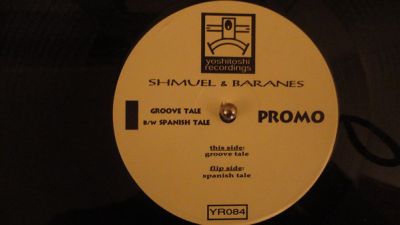 yoshitoshi
recordings
SHMUEL & BARANES
GROOVE TALE
B/W SPANISH TALE
PROMO
this side:
groove tale
flip side:
spanish tale
YR084